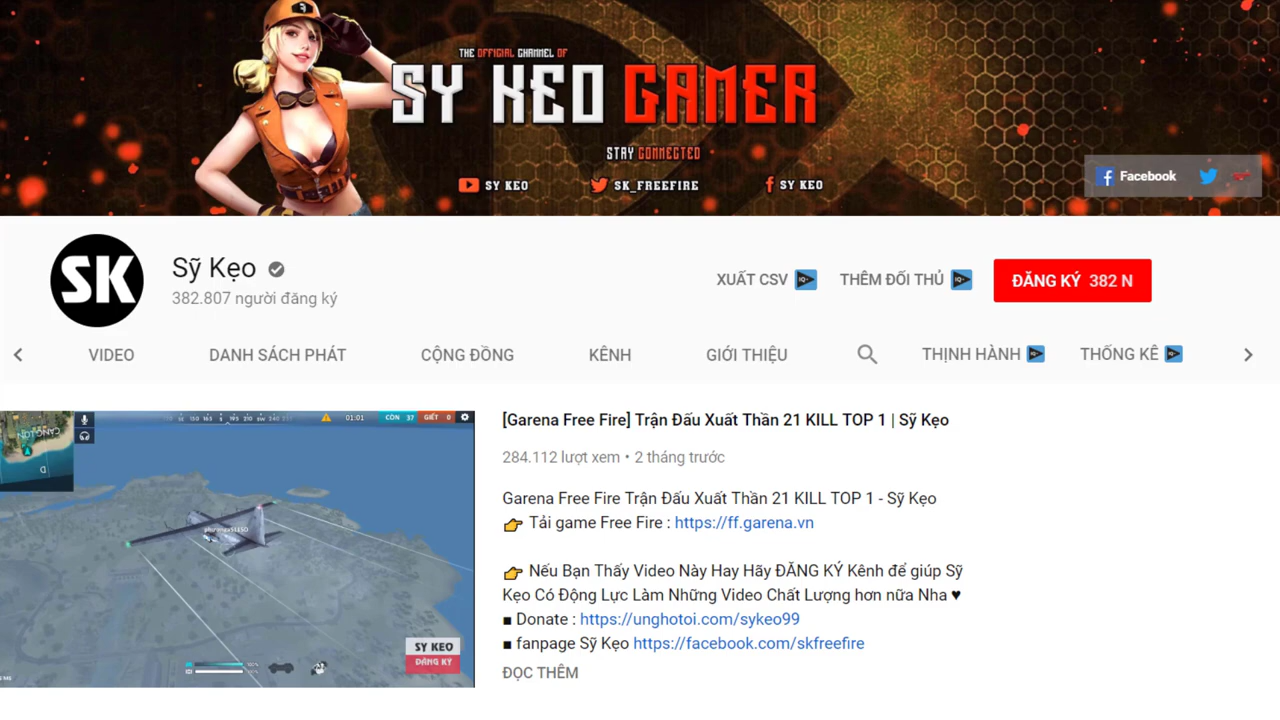 THE OFFICIAL CHANNEL OF
SY KEO GAMER
STAY CONNECTED
SY KEO
SK_FREEFIRE
SY KEO
Facebook
SK
Sỹ Kẹo
382.807 người đăng ký
XUẤT CSV
THÊM ĐỐI THỦ
ĐĂNG KÝ 382 N
VIDEO
DANH SÁCH PHÁT
CỘNG ĐỒNG
KÊNH
GIỚI THIỆU
THỊNH HÀNH
THỐNG KÊ
01:01
CÒN 37
GIẾT 0
SY KEO
ĐĂNG KÝ
[Garena Free Fire] Trận Đấu Xuất Thần 21 KILL TOP 1 | Sỹ Kẹo
284.112 lượt xem • 2 tháng trước
Garena Free Fire Trận Đấu Xuất Thần 21 KILL TOP 1 - Sỹ Kẹo
👉 Tải game Free Fire : https://ff.garena.vn
👉 Nếu Bạn Thấy Video Này Hay Hãy ĐĂNG KÝ Kênh để giúp Sỹ
Kẹo Có Động Lực Làm Những Video Chất Lượng hơn nữa Nha ♥
■ Donate : https://unghotoi.com/sykeo99
■ fanpage Sỹ Kẹo https://facebook.com/skfreefire
ĐỌC THÊM